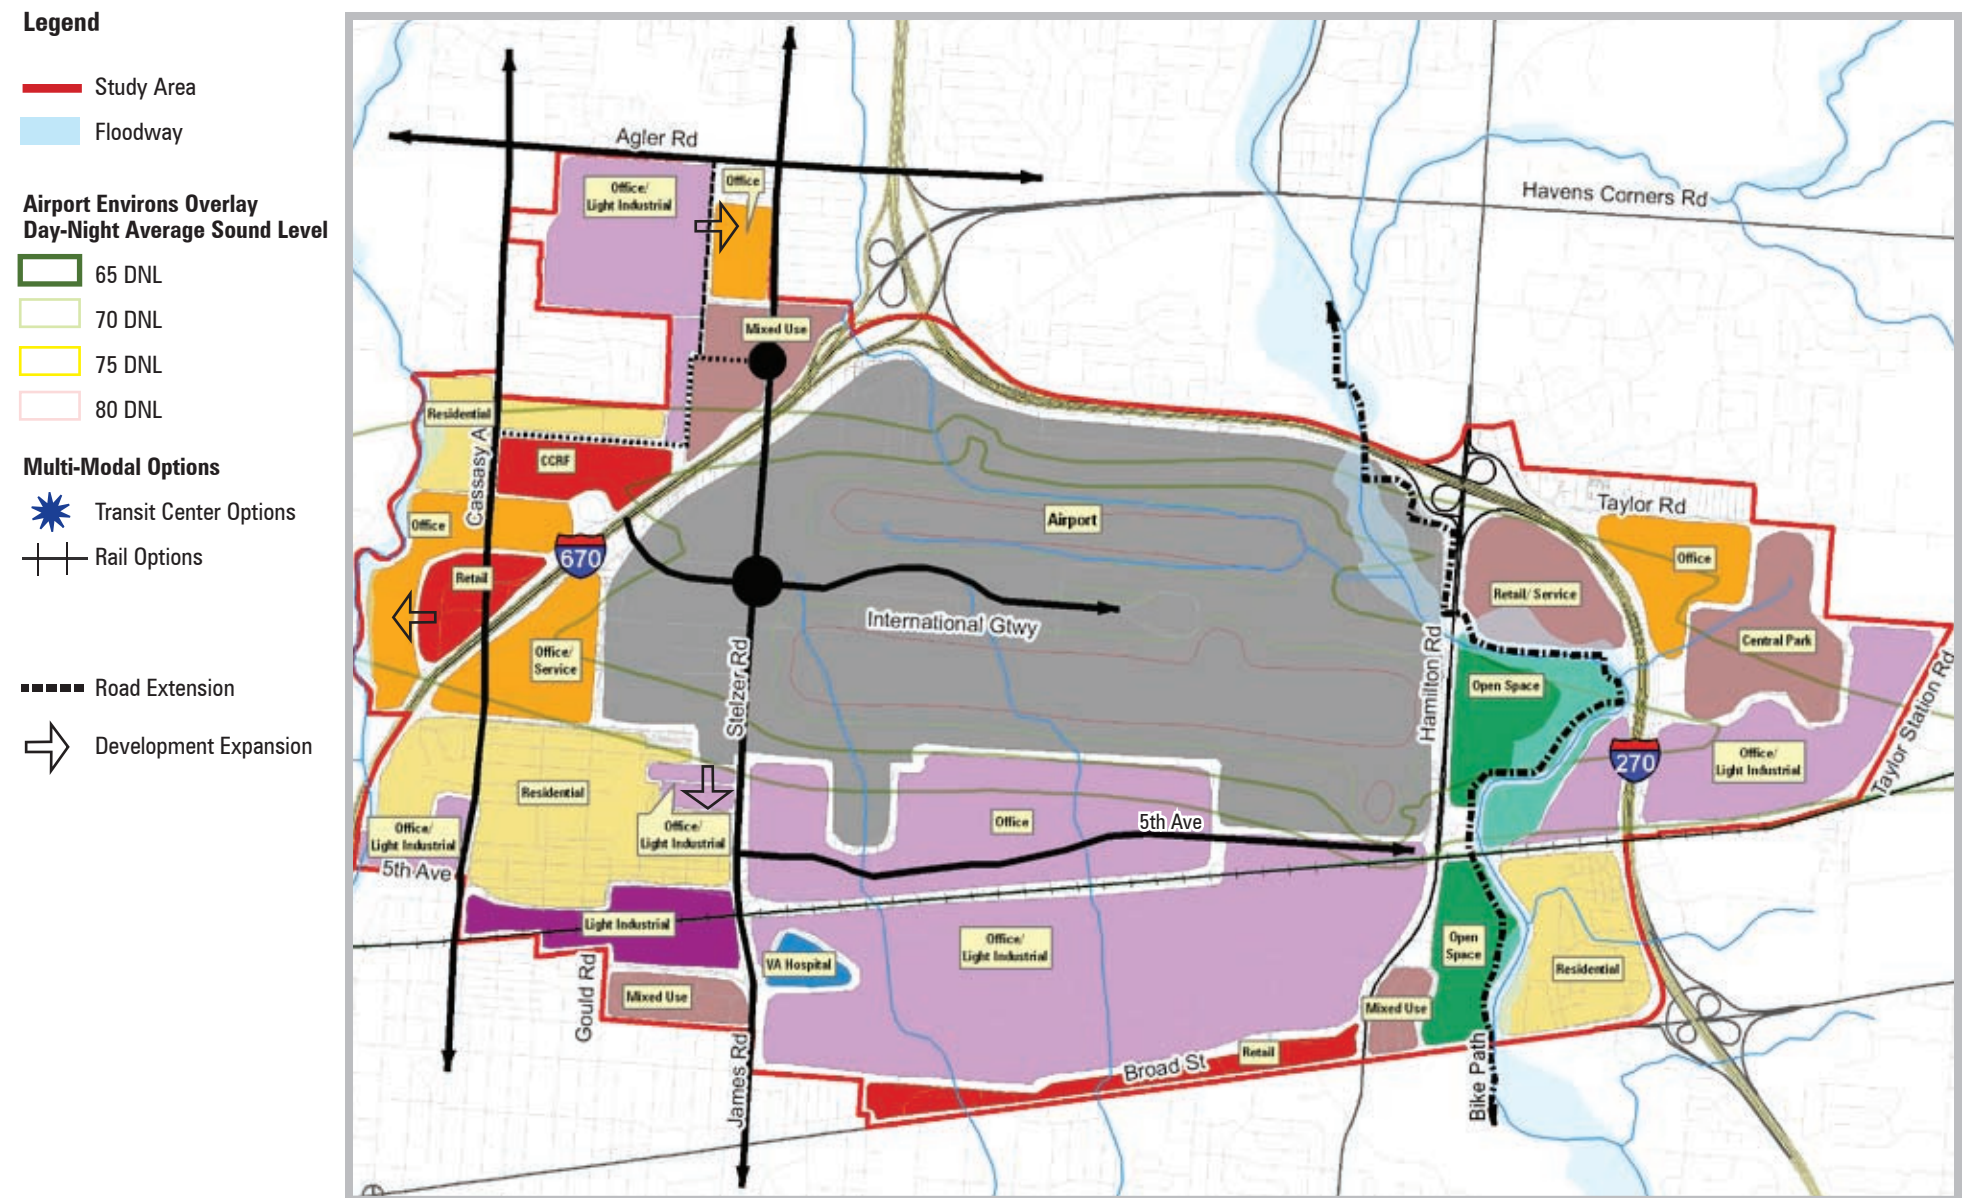 Legend
Study Area
Floodway
Airport Environs Overlay
Day-Night Average Sound Level
65 DNL
70 DNL
75 DNL
80 DNL
Multi-Modal Options
Transit Center Options
Rail Options
Road Extension
Development Expansion
Agler Rd
Office/
Light Industrial
Office
Havens Corners Rd
Mixed Use
Residential
Cassasy A
CCRF
Office
670
Retail
Office/
Service
Airport
International Gtwy
Stelzer Rd
Hamilton Rd
Taylor Rd
Office
Retail/ Service
Central Park
Open Space
270
Office/
Light Industrial
Taylor Station Rd
Residential
Office/
Light Industrial
Office/
Light Industrial
5th Ave
Office
5th Ave
Light Industrial
VA Hospital
Office/
Light Industrial
Open
Space
Residential
Gould Rd
Mixed Use
Mixed Use
James Rd
Retail
Broad St
Bike Path